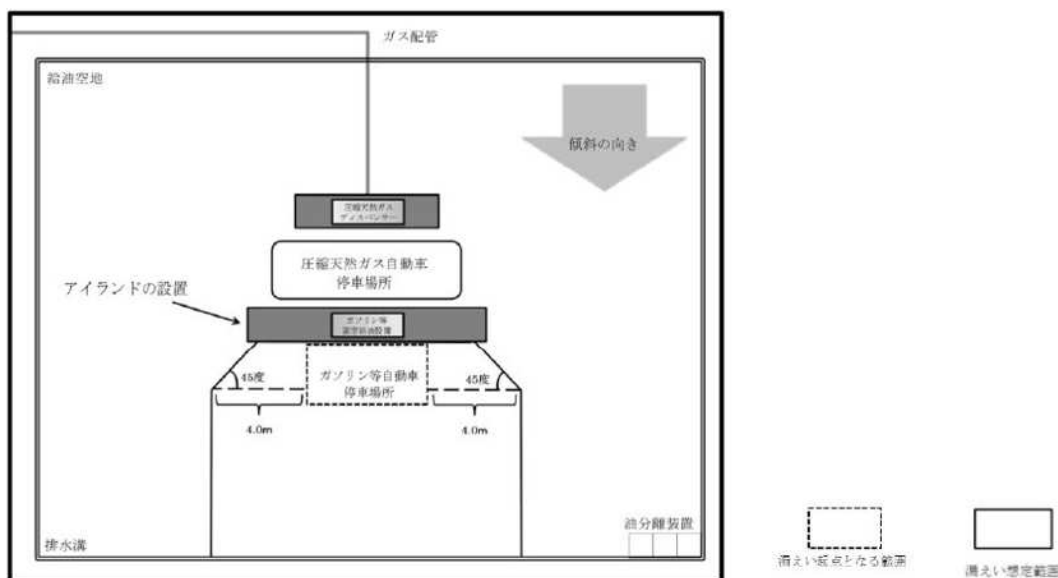 ガス配管
給油空地
傾斜の向き
圧縮天然ガス
ディスペンサー
圧縮天然ガス自動車
停車場所
アイランドの設置
ガソリン等
固定給油設備
45度
ガソリン等自動車
停車場所
45度
4.0m
4.0m
排水溝
油分離装置
漏えい起点となる範囲
漏えい想定範囲